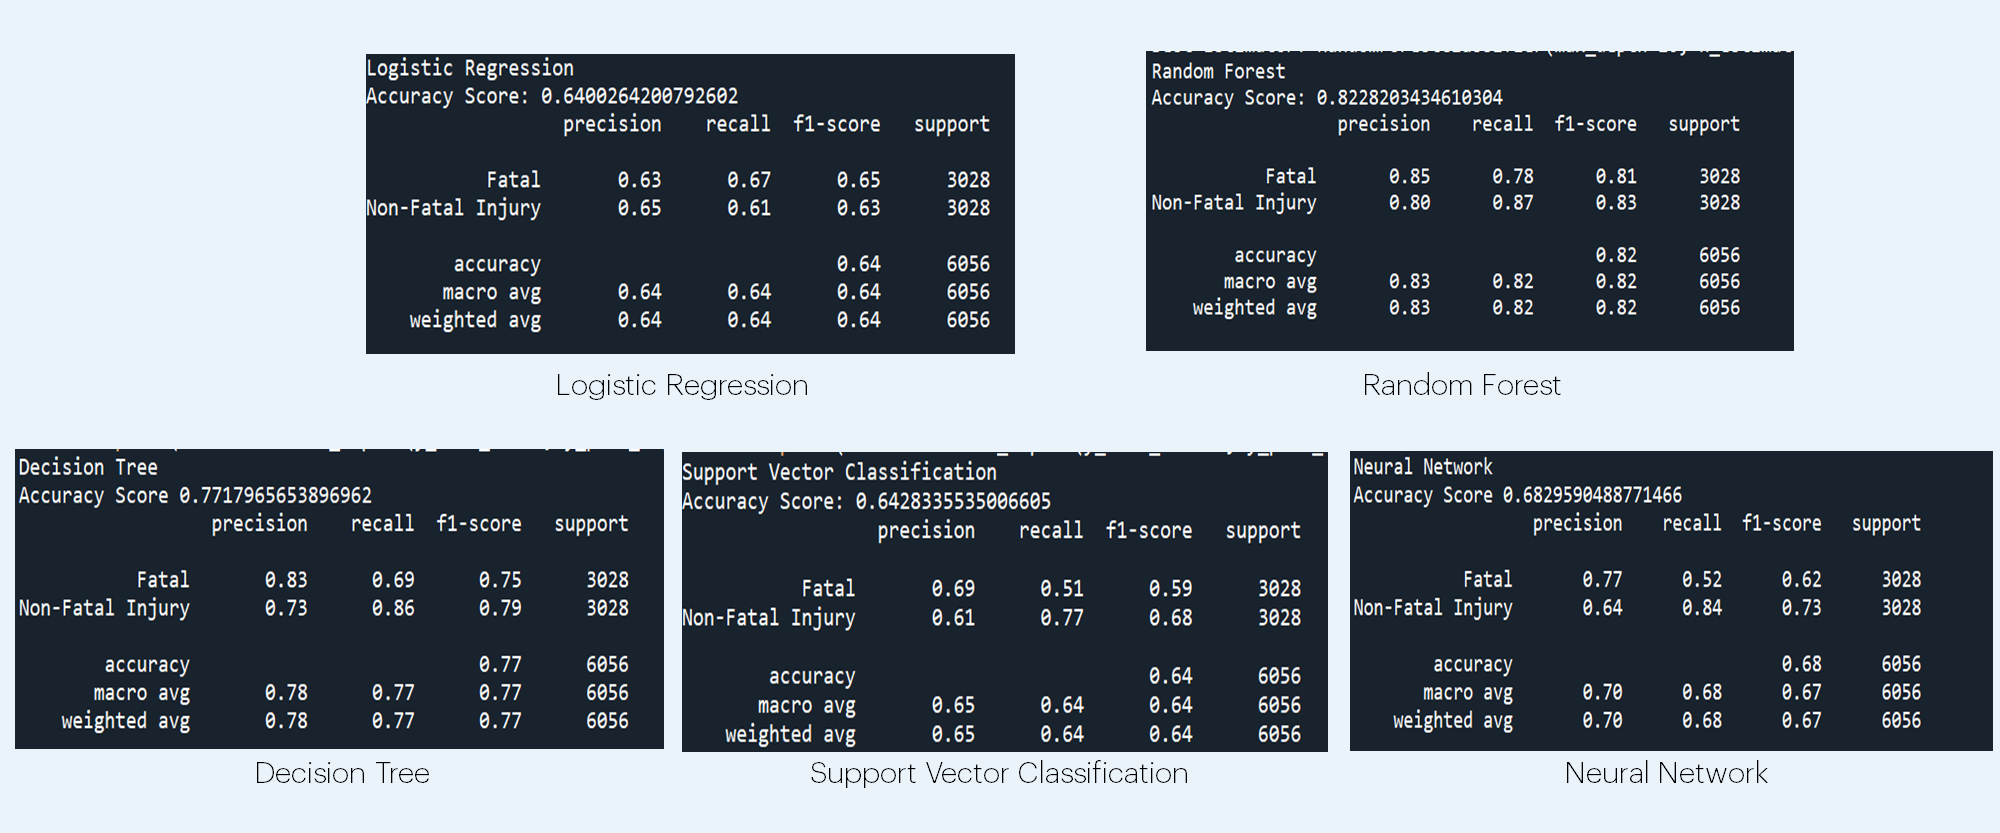 Logistic Regression
Accuracy Score: 0.6400264200792602
precision recall f1-score support
Fatal 0.63 0.67 0.65 3028
Non-Fatal Injury 0.65 0.61 0.63 3028
accuracy 0.64 6056
macro avg 0.64 0.64 0.64 6056
weighted avg 0.64 0.64 0.64 6056
Logistic Regression
Random Forest
Accuracy Score: 0.8228203434610304
precision recall f1-score support
Fatal 0.85 0.78 0.81 3028
Non-Fatal Injury 0.80 0.87 0.83 3028
accuracy 0.82 6056
macro avg 0.83 0.82 0.82 6056
weighted avg 0.83 0.82 0.82 6056
Random Forest
Decision Tree
Accuracy Score 0.7717965653896962
precision recall f1-score support
Fatal 0.83 0.69 0.75 3028
Non-Fatal Injury 0.73 0.86 0.79 3028
accuracy 0.77 6056
macro avg 0.78 0.77 0.77 6056
weighted avg 0.78 0.77 0.77 6056
Decision Tree
Support Vector Classification
Accuracy Score: 0.6428335535006605
precision recall f1-score support
Fatal 0.69 0.51 0.59 3028
Non-Fatal Injury 0.61 0.77 0.68 3028
accuracy 0.64 6056
macro avg 0.65 0.64 0.64 6056
weighted avg 0.65 0.64 0.64 6056
Support Vector Classification
Neural Network
Accuracy Score 0.6829590488771466
precision recall f1-score support
Fatal 0.77 0.52 0.62 3028
Non-Fatal Injury 0.64 0.84 0.73 3028
accuracy 0.68 6056
macro avg 0.70 0.68 0.67 6056
weighted avg 0.70 0.68 0.67 6056
Neural Network